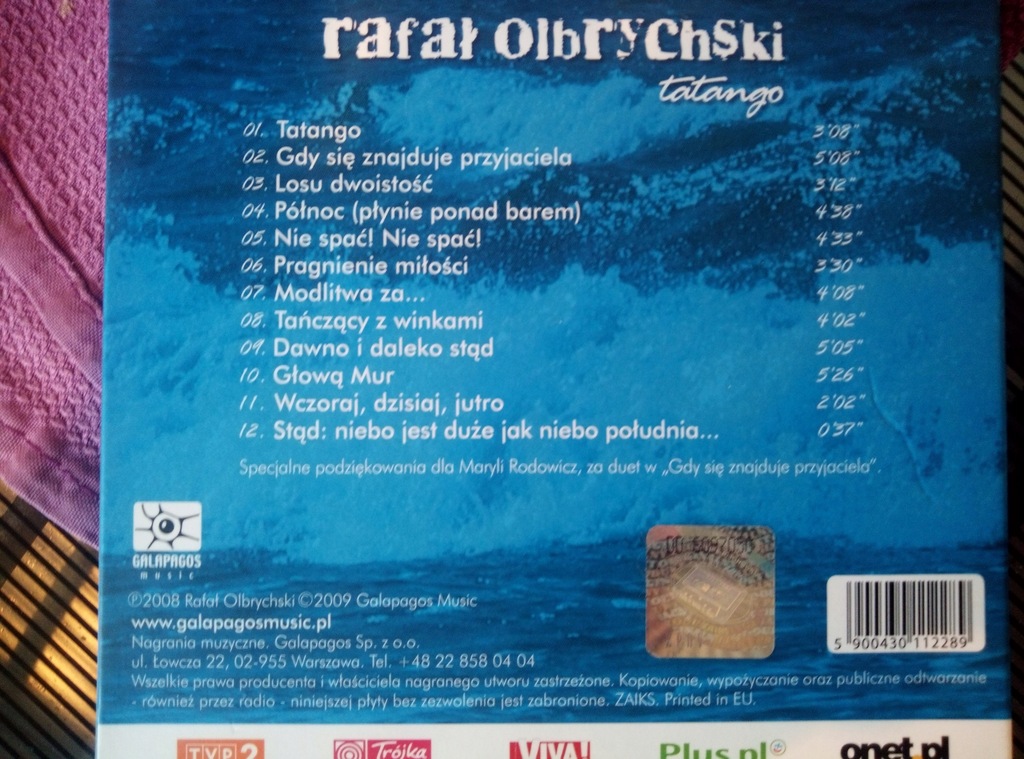 rafał Olbrychski
tatango
01. Tatango 3'08"
02. Gdy się znajduje przyjaciela 5'08"
03. Losu dwoistość 3'12"
04. Północ (płynie ponad barem) 4'38"
05. Nie spać! Nie spać! 4'33"
06. Pragnienie miłości 3'30"
07. Modlitwa za... 4'08"
08. Tańczący z winkami 4'02"
09. Dawno i daleko stąd 5'05"
10. Głową Mur 5'26"
11. Wczoraj, dzisiaj, jutro 2'02"
12. Stąd: niebo jest duże jak niebo południa... 0'37"
Specjalne podziękowania dla Maryli Rodowicz, za duet w „Gdy się znajduje przyjaciela".
GALAPAGOS
music
℗2008 Rafał Olbrychski ©2009 Galapagos Music
www.galapagosmusic.pl
Nagrania muzyczne. Galapagos Sp. z o.o.
ul. Łowcza 22, 02-955 Warszawa. Tel. +48 22 858 04 04
Wszelkie prawa producenta i właściciela nagranego utworu zastrzeżone. Kopiowanie, wypożyczanie oraz publiczne odtwarzanie
- również przez radio - niniejszej płyty bez zezwolenia jest zabronione. ZAIKS. Printed in EU.
5 900430 112289
TVP2 Trójka VIVA! Plus.pl onet.pl